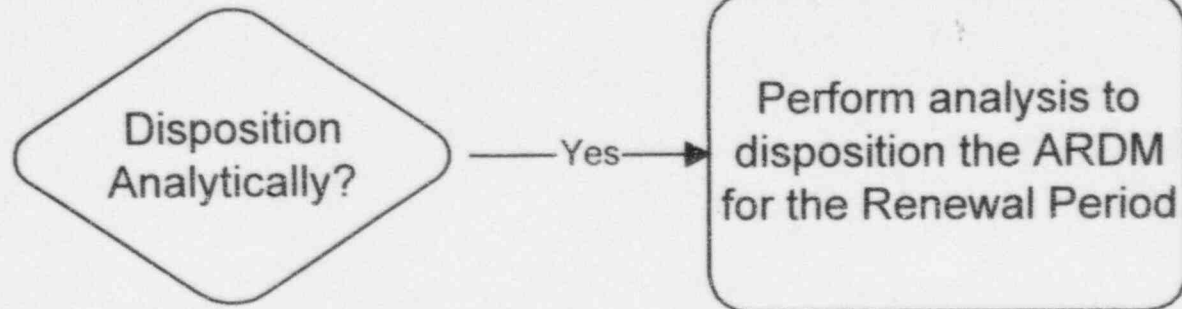 Disposition
Analytically?
Yes
Perform analysis to
disposition the ARDM
for the Renewal Period